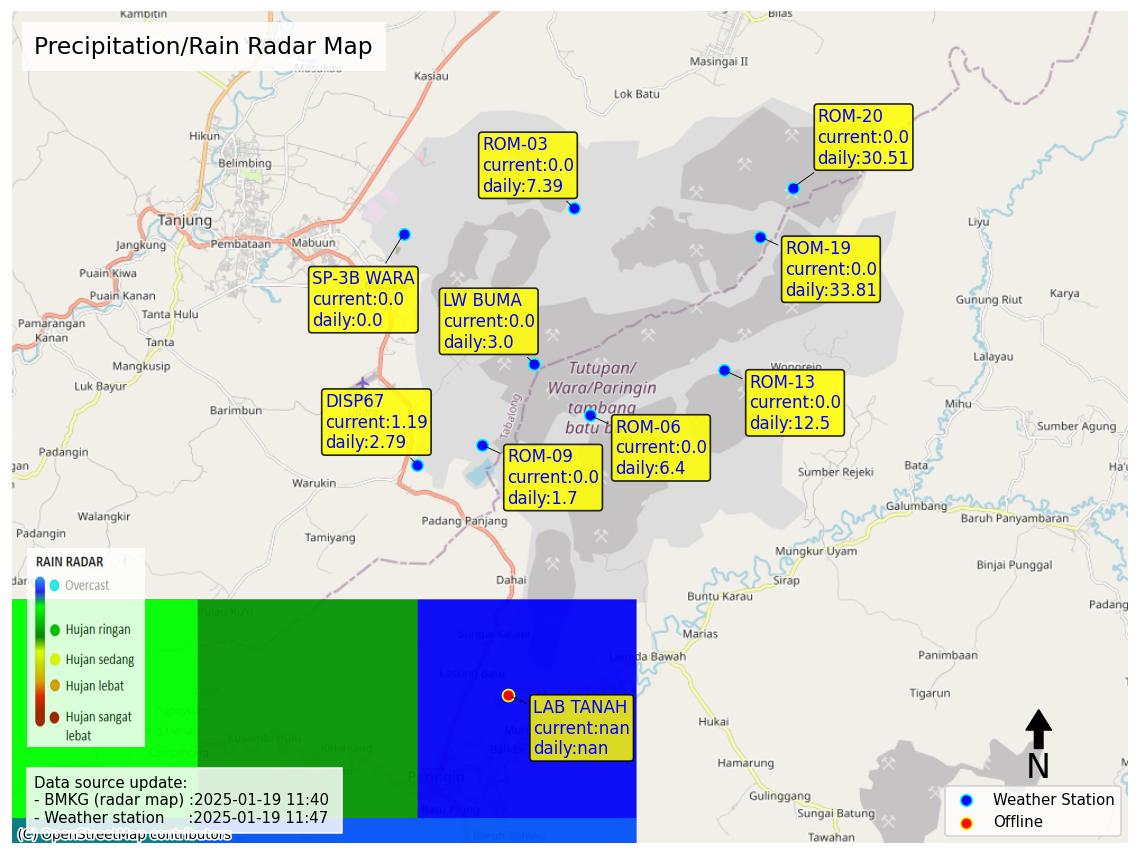 Kambitin
Bilas
Precipitation/Rain Radar Map
Masukau
Kasiau
Masingai II
Lok Batu
ROM-20
current:0.0
daily:30.51
Hikun
ROM-03
current:0.0
daily:7.39
Belimbing
Tanjung
Liyu
Jangkung
Pembataan
Mabuun
ROM-19
current:0.0
daily:33.81
Puain Kiwa
SP-3B WARA
current:0.0
daily:0.0
Puain Kanan
LW BUMA
current:0.0
daily:3.0
Gunung Riut
Karya
Tanta Hulu
Pamarangan
Kanan
Tanta
Lalayau
Mangkusip
Tutupan/
Wara/Paringin
tambang
batu b
Wonorejo
Luk Bayur
ROM-13
current:0.0
daily:12.5
Tabalong
DISP67
current:1.19
daily:2.79
Barimbun
Mihu
ROM-06
current:0.0
daily:6.4
Sumber Agung
Padangin
ROM-09
current:0.0
daily:1.7
Sumber Rejeki
Bata
Ha'u
gan
Warukin
Galumbang
Walangkir
Padang Panjang
Baruh Panyambaran
Padangin
Tamiyang
Mungkur Uyam
RAIN RADAR
Overcast
Hujan ringan
Hujan sedang
Hujan lebat
Hujan sangat
lebat
Binjai Punggal
Dahai
Sirap
Buntu Karau
Padang
Marias
Panimbaan
Lamida Bawah
Tigarun
LAB TANAH
current:nan
daily:nan
Hukai
N
Hamarung
Paringin
Data source update:
- BMKG (radar map) :2025-01-19 11:40
- Weather station :2025-01-19 11:47
Gulinggang
Weather Station
Offline
Sungai Batung
Tawahan
(C) OpenStreetMap contributors